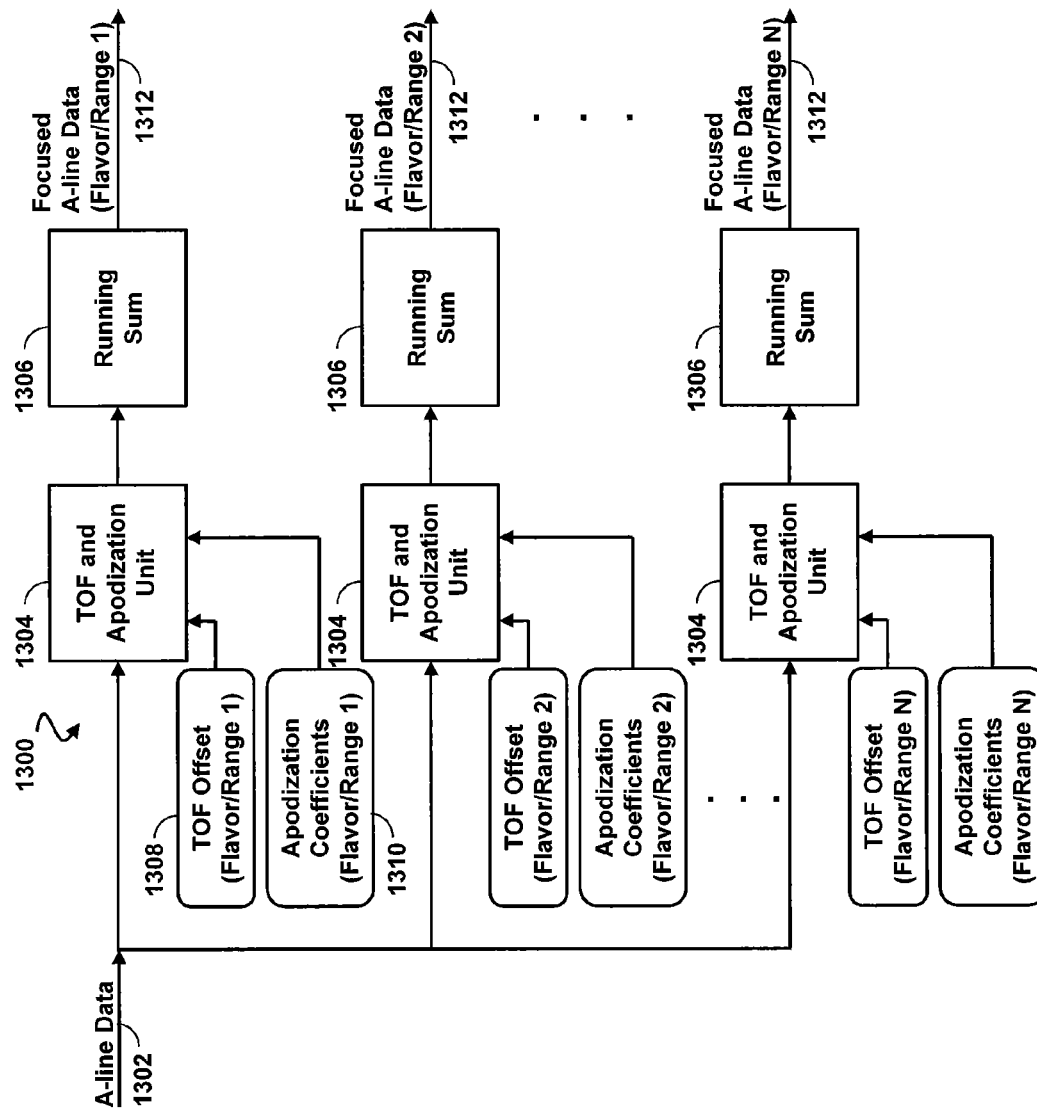 1300
A-line Data
1302
1304
TOF and
Apodization
Unit
1306
Running
Sum
Focused
A-line Data
(Flavor/Range 1)
1312
1308
TOF Offset
(Flavor/Range 1)
Apodization
Coefficients
(Flavor/Range 1)
1310
1304
TOF and
Apodization
Unit
1306
Running
Sum
Focused
A-line Data
(Flavor/Range 2)
1312
TOF Offset
(Flavor/Range 2)
Apodization
Coefficients
(Flavor/Range 2)
. . .
. . .
1304
TOF and
Apodization
Unit
1306
Running
Sum
Focused
A-line Data
(Flavor/Range N)
1312
TOF Offset
(Flavor/Range N)
Apodization
Coefficients
(Flavor/Range N)